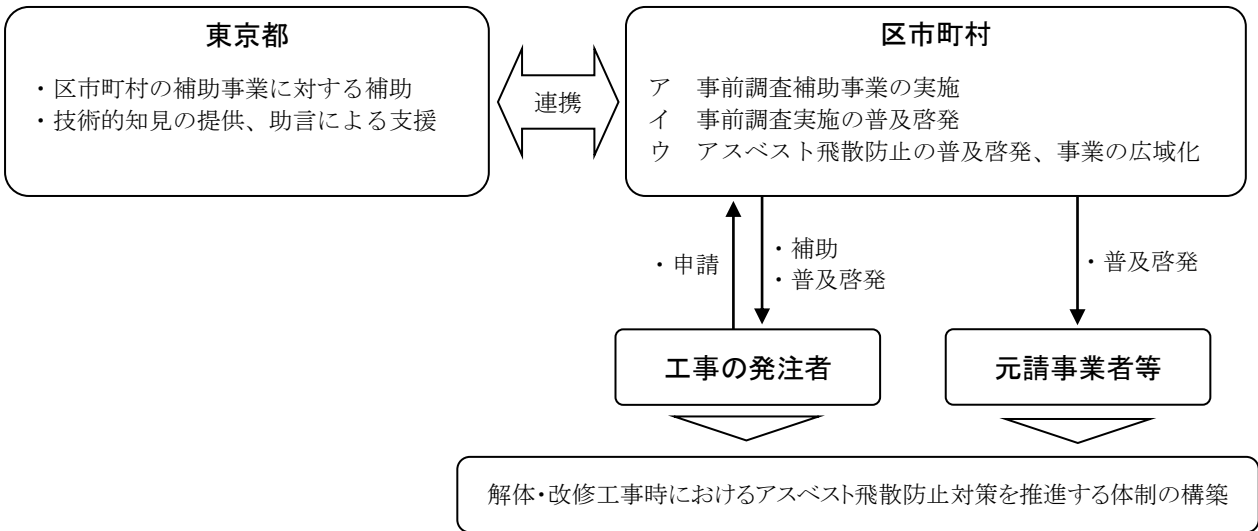 東京都
・区市町村の補助事業に対する補助
・技術的知見の提供、助言による支援
連携
区市町村
ア　事前調査補助事業の実施
イ　事前調査実施の普及啓発
ウ　アスベスト飛散防止の普及啓発、事業の広域化
・申請
・補助
・普及啓発
・普及啓発
工事の発注者
元請事業者等
解体・改修工事時におけるアスベスト飛散防止対策を推進する体制の構築